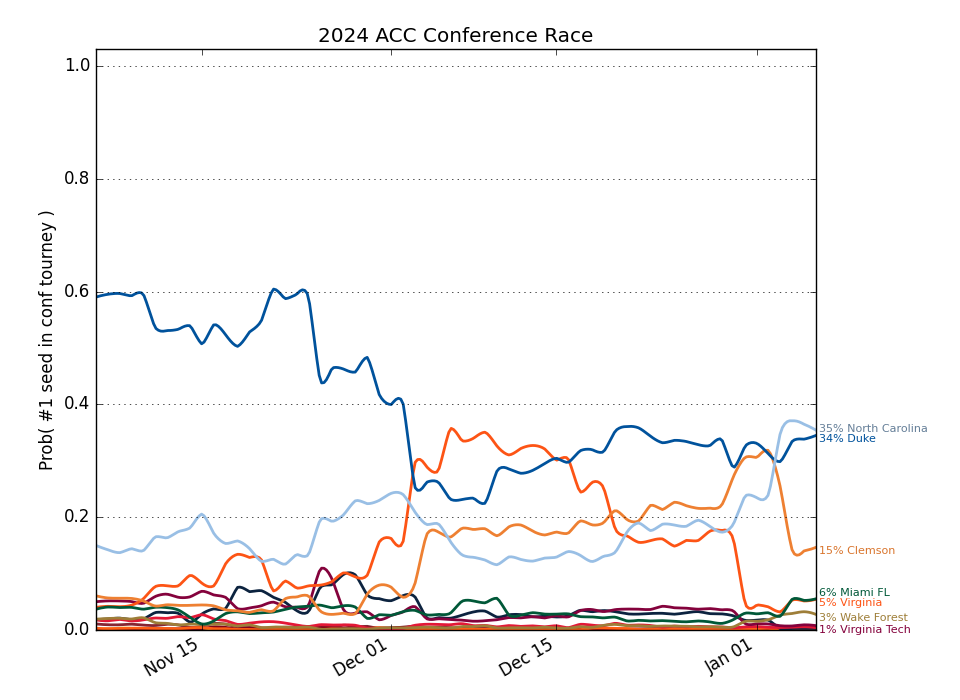 2024 ACC Conference Race
Prob( #1 seed in conf tourney )
1.0
0.8
0.6
0.4
0.2
0.0
Nov 15
Dec 01
Dec 15
Jan 01
35% North Carolina
34% Duke
15% Clemson
6% Miami FL
5% Virginia
3% Wake Forest
1% Virginia Tech